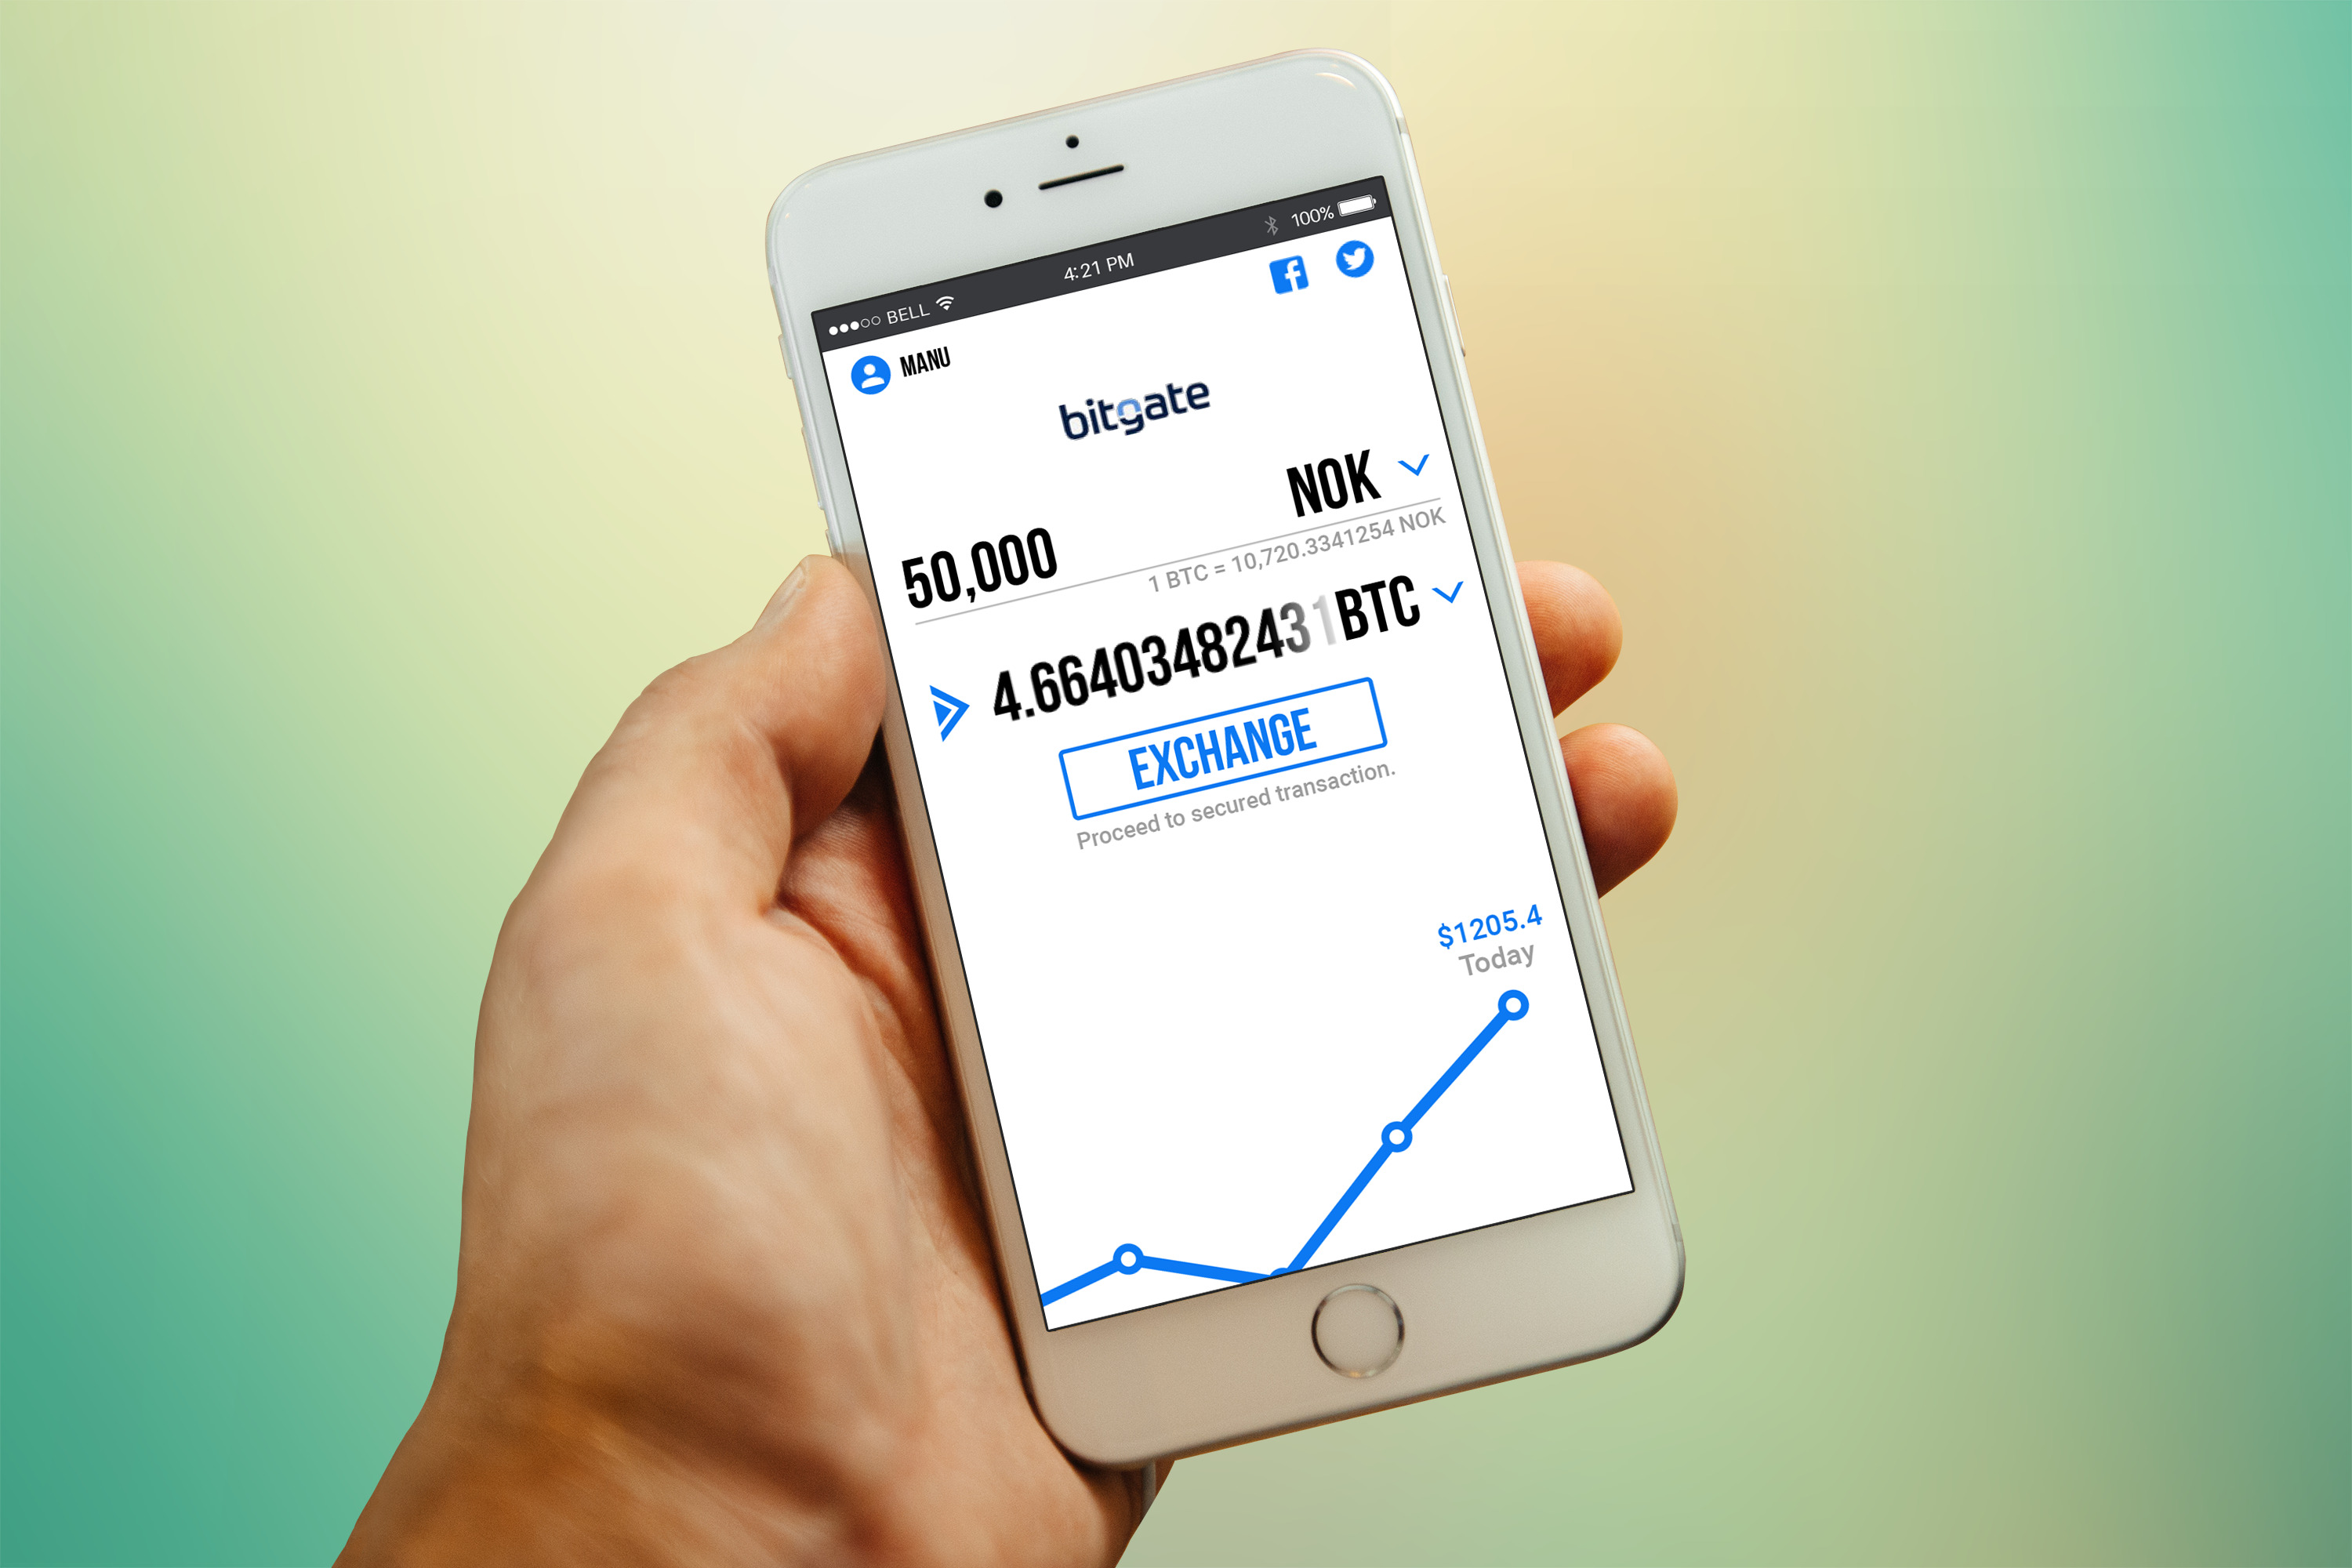 BELL 4:21 PM 100%
MANU
bitgate
50,000 NOK
1 BTC = 10,720.3341254 NOK
4.66403482431 BTC
EXCHANGE
Proceed to secured transaction.
$1205.4
Today